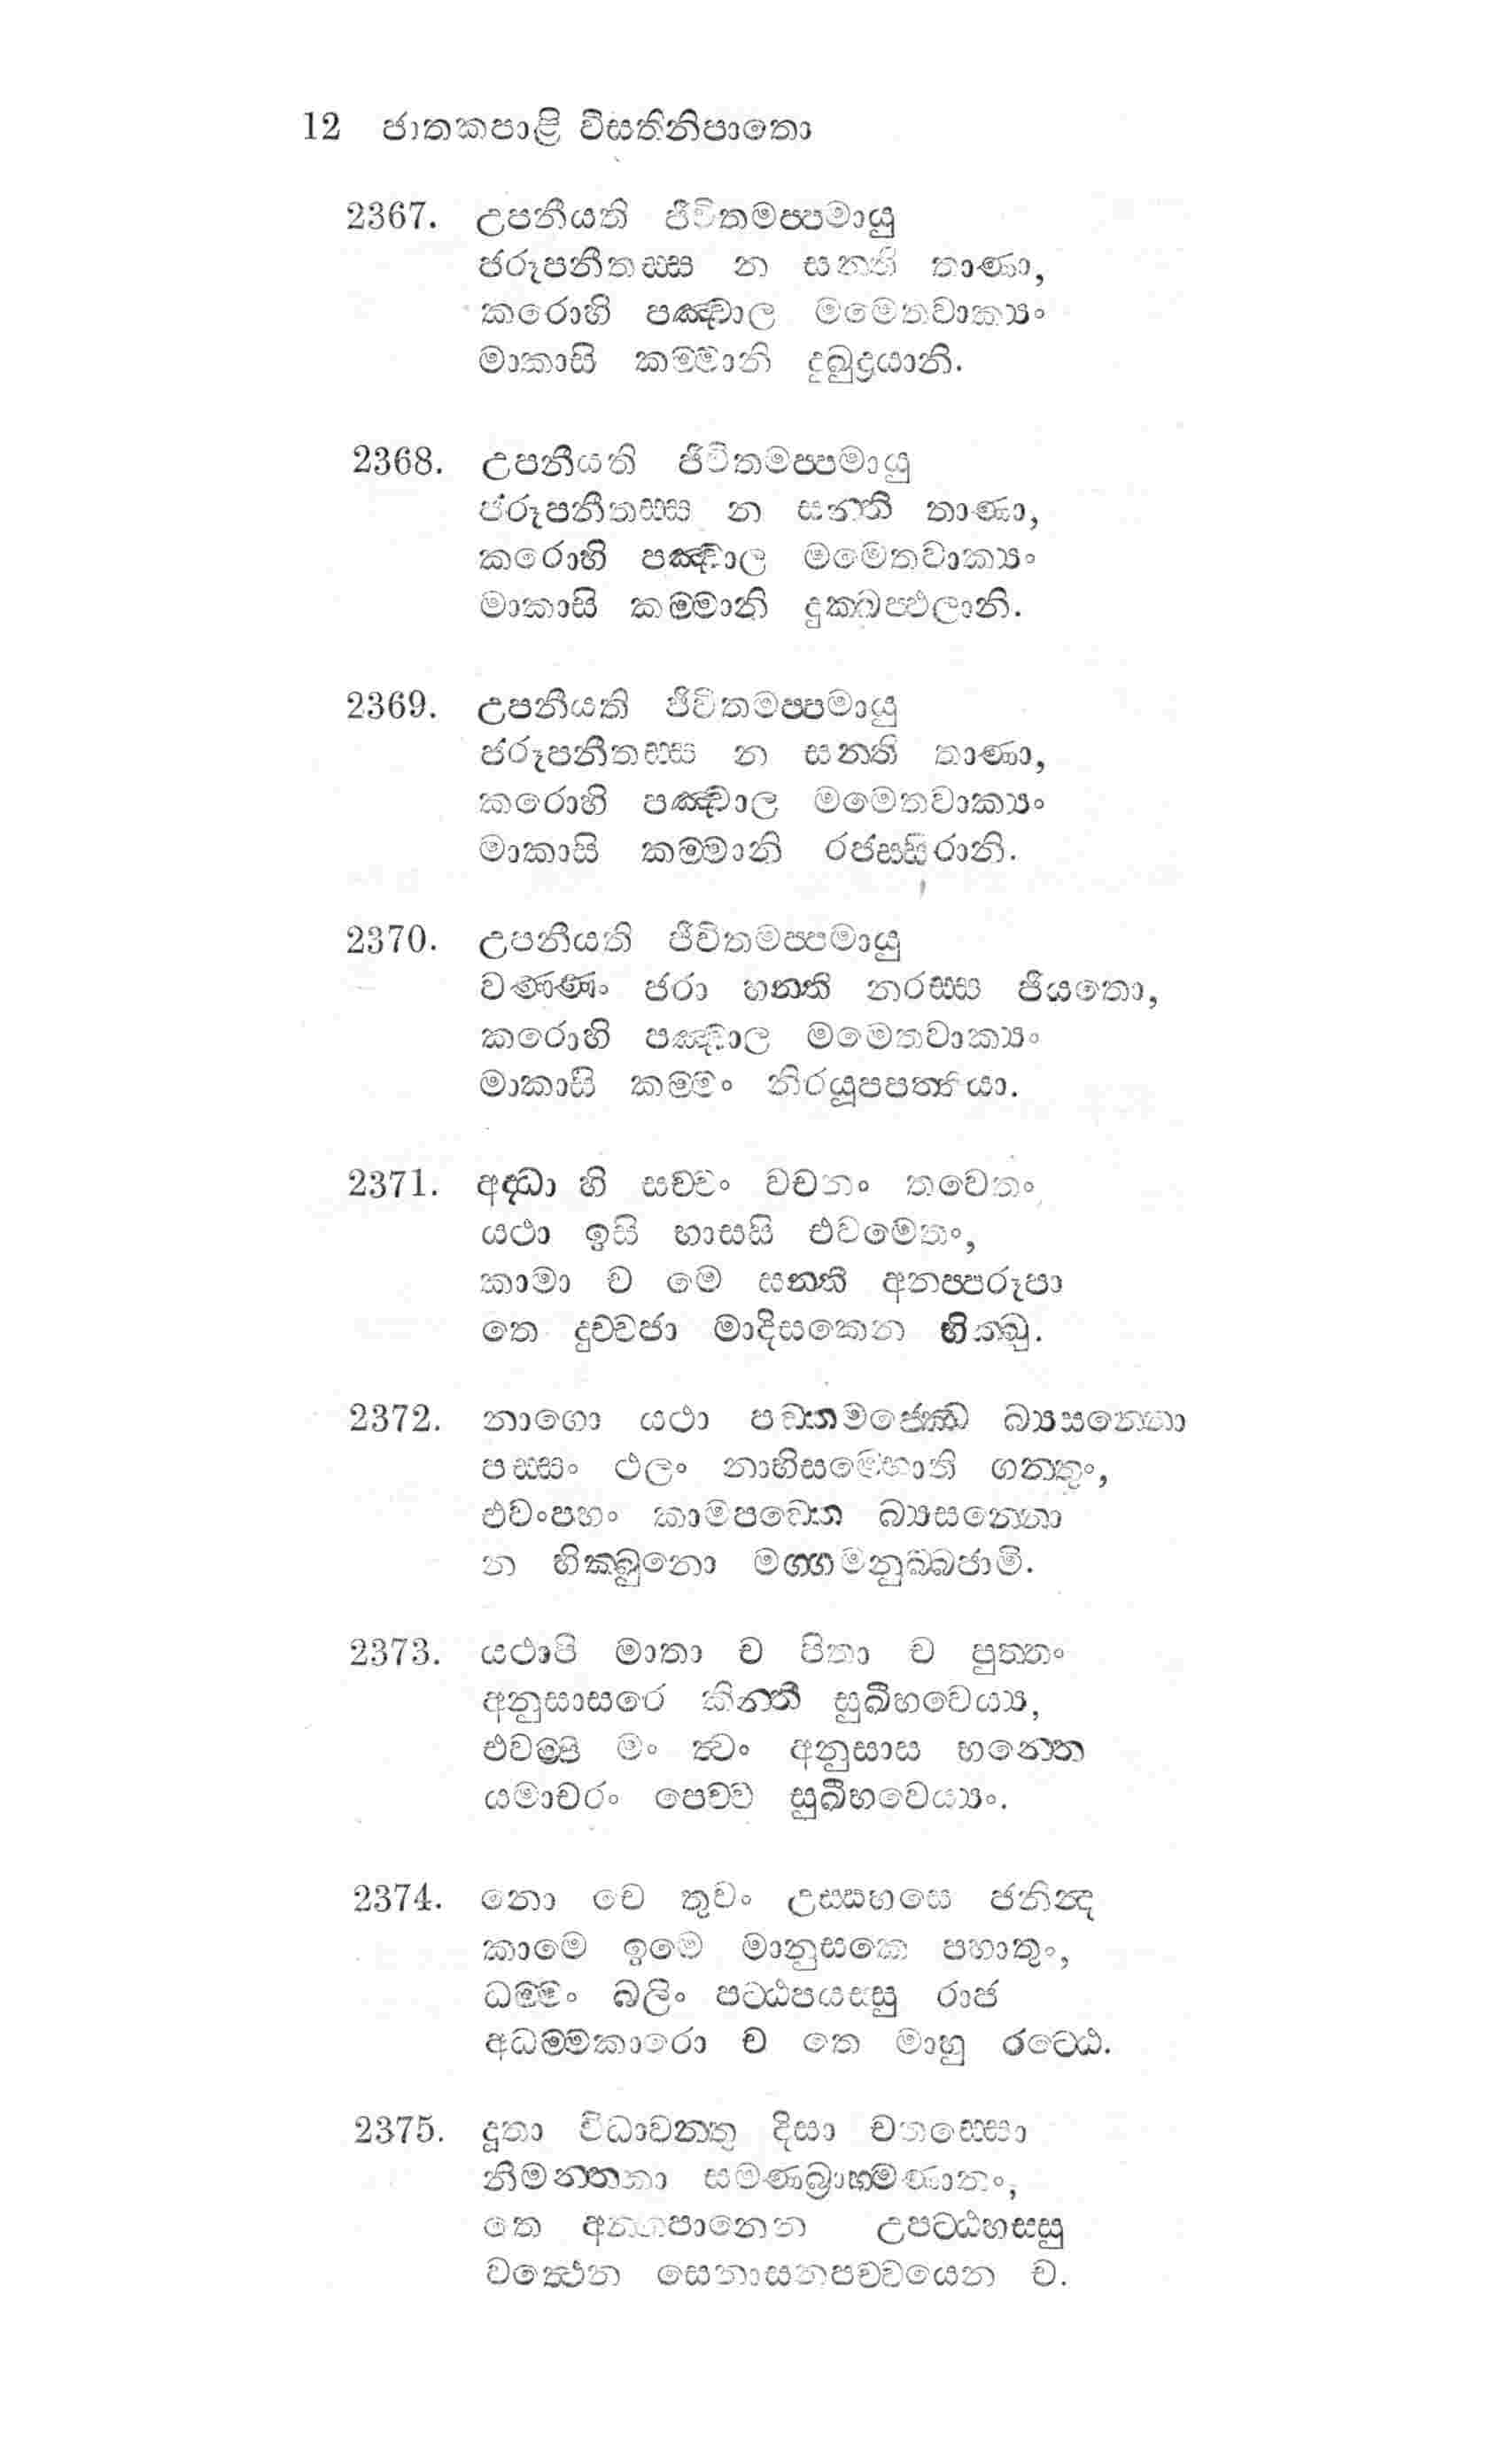 12 ජාතකපාළි වීසතිනිපාතො
2367. උපනීයති ජීවිතමප්පමායු
ජරූපනීතස්ස න සන්ති තාණා,
කරොහි පඤ්චාල මමෙතවාක්‍යං
මාකාසි කම්මානි දුඛුද්‍රයානි.
2368. උපනීයති ජීවිතමප්පමායු
ජරූපනීතස්ස න සන්ති තාණා,
කරොහි පඤ්චාල මමෙතවාක්‍යං
මාකාසි කම්මානි දුක්ඛප්ඵලානි.
2369. උපනීයති ජීවිතමප්පමායු
ජරූපනීතස්ස න සන්ති තාණා,
කරොහි පඤ්චාල මමෙතවාක්‍යං
මාකාසි කම්මානි රජස්සිරානි.
2370. උපනීයති ජීවිතමප්පමායු
වණ්ණං ජරා හන්ති නරස්ස ජීයතො,
කරොහි පඤ්චාල මමෙතවාක්‍යං
මාකාසි කම්මං නිරයූපපත්තියා.
2371. අද්ධා හි සච්චං වචනං තවෙතං
යථා ඉසි භාසසි එවමෙතං,
කාමා ච මෙ සන්ති අනප්පරූපා
තෙ දුච්චජා මාදිසකෙන භික්ඛු.
2372. නාගො යථා පඞ්කමජ්ඣෙ බ්‍යසන්නො
පස්සං ථලං නාභිසම්භොති ගන්තුං,
එවංපහං කාමපඞ්කෙ බ්‍යසන්නො
න භික්ඛුනො මග්ගමනුබ්බජාමි.
2373. යථාපි මාතා ච පිතා ච පුත්තං
අනුසාසරෙ කින්ති සුඛීභවෙය්‍ය,
එවම්පි මං ත්වං අනුසාස භන්තෙ
යමාචරං පෙච්ච සුඛීභවෙය්‍යං.
2374. නො චෙ තුවං උස්සහසෙ ජනින්ද
කාමෙ ඉමෙ මානුසකෙ පහාතුං,
ධම්මං බලිං පට්ඨපයස්සු රාජ
අධම්මකාරො ච තෙ මාහු රට්ඨෙ.
2375. දූතා විධාවන්තු දිසා චතස්සො
නිමන්තකා සමණබ්‍රාහ්මණානං,
තෙ අන්නපානෙන උපට්ඨහස්සු
වත්ථෙන සෙනාසනපච්චයෙන ච.